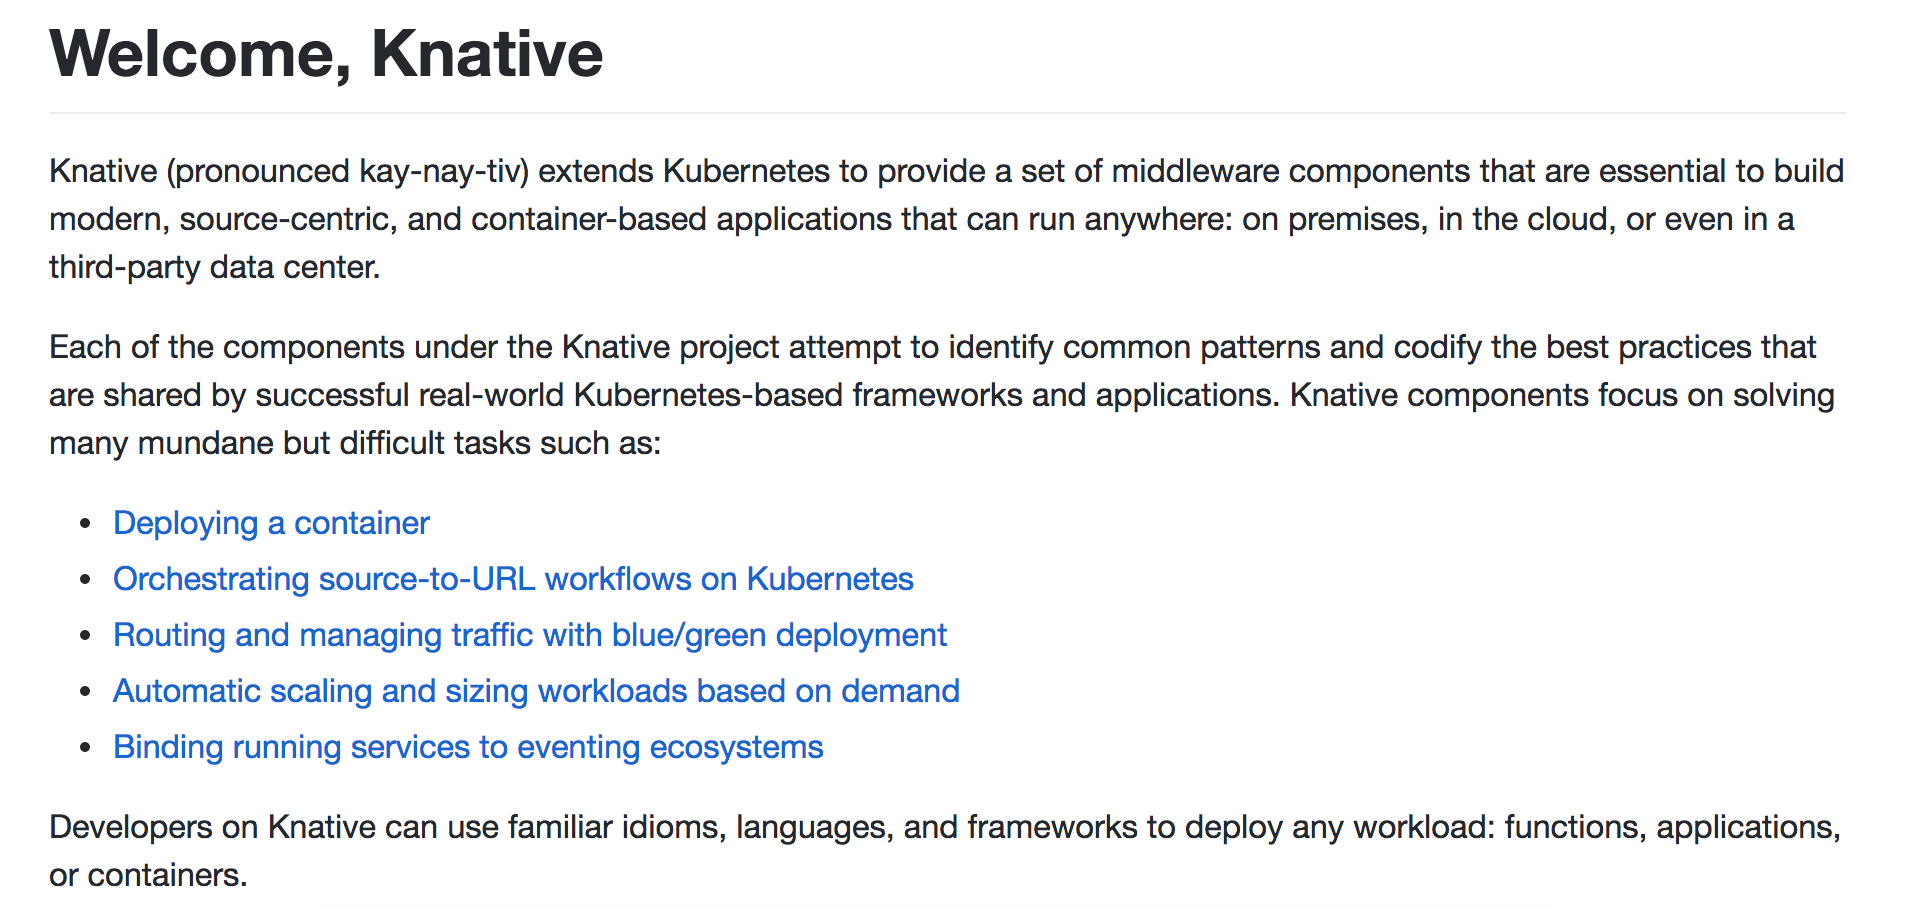 Welcome, Knative
Knative (pronounced kay-nay-tiv) extends Kubernetes to provide a set of middleware components that are essential to build
modern, source-centric, and container-based applications that can run anywhere: on premises, in the cloud, or even in a
third-party data center.
Each of the components under the Knative project attempt to identify common patterns and codify the best practices that
are shared by successful real-world Kubernetes-based frameworks and applications. Knative components focus on solving
many mundane but difficult tasks such as:
• Deploying a container
• Orchestrating source-to-URL workflows on Kubernetes
• Routing and managing traffic with blue/green deployment
• Automatic scaling and sizing workloads based on demand
• Binding running services to eventing ecosystems
Developers on Knative can use familiar idioms, languages, and frameworks to deploy any workload: functions, applications,
or containers.